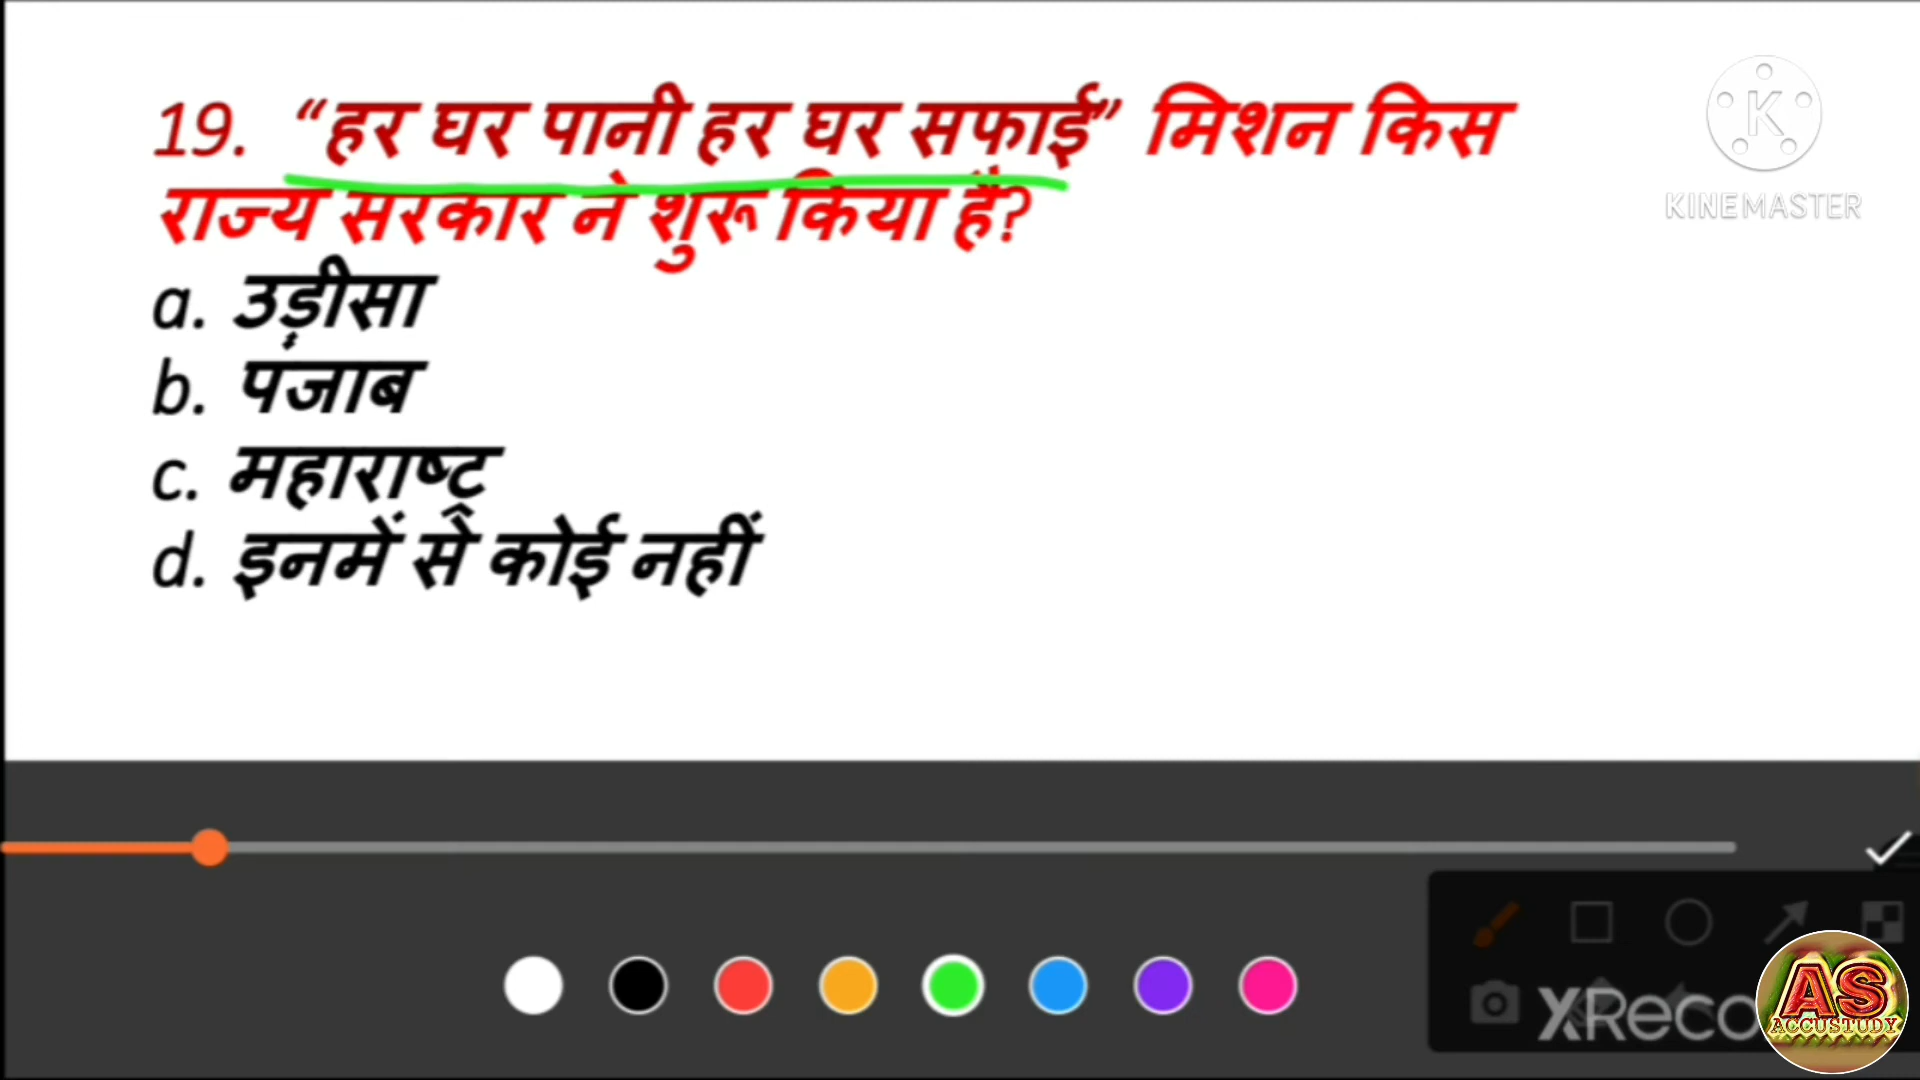 19. “हर घर पानी हर घर सफाई” मिशन किस
राज्य सरकार ने शुरू किया है?
a. उड़ीसा
b. पंजाब
c. महाराष्ट्र
d. इनमें से कोई नहीं
KINEMASTER
XReco
AS
ACCUSTUDY